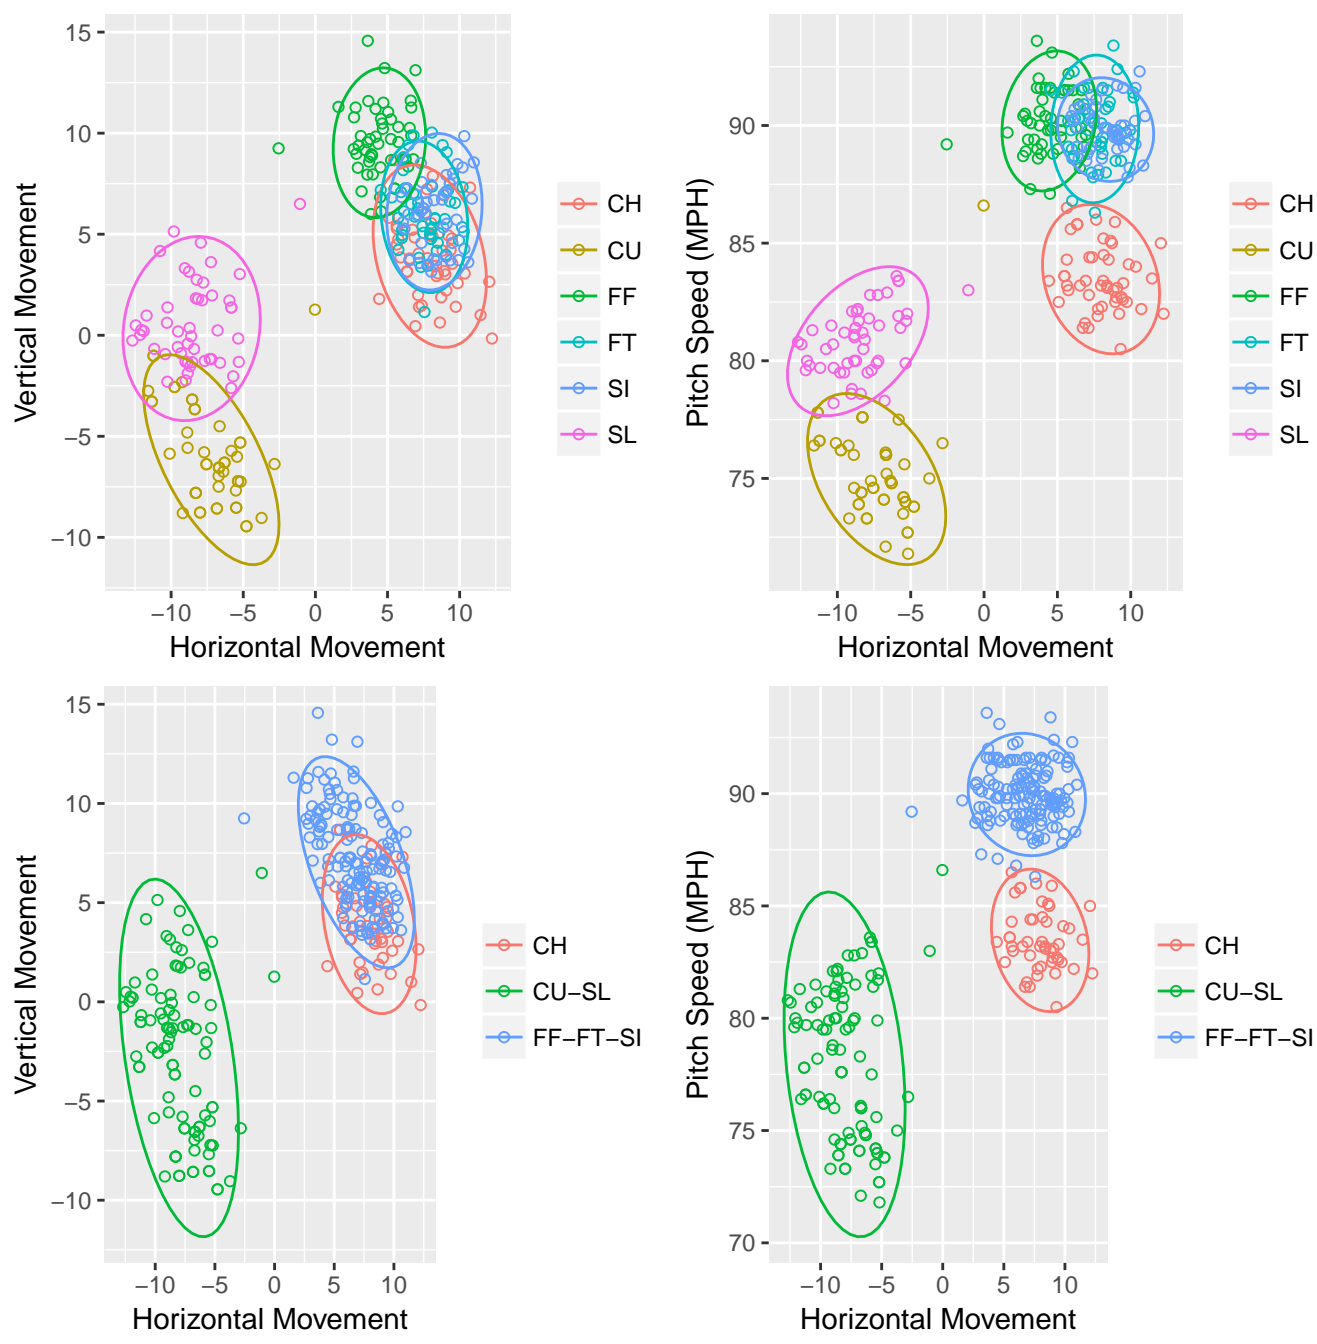 15
10
5
0
−5
−10
−10 −5 0 5 10
Horizontal Movement
Vertical Movement
CH
CU
FF
FT
SI
SL
90
85
80
75
−10 −5 0 5 10
Horizontal Movement
Pitch Speed (MPH)
CH
CU
FF
FT
SI
SL
15
10
5
0
−5
−10
−10 −5 0 5 10
Horizontal Movement
Vertical Movement
CH
CU−SL
FF−FT−SI
90
85
80
75
70
−10 −5 0 5 10
Horizontal Movement
Pitch Speed (MPH)
CH
CU−SL
FF−FT−SI